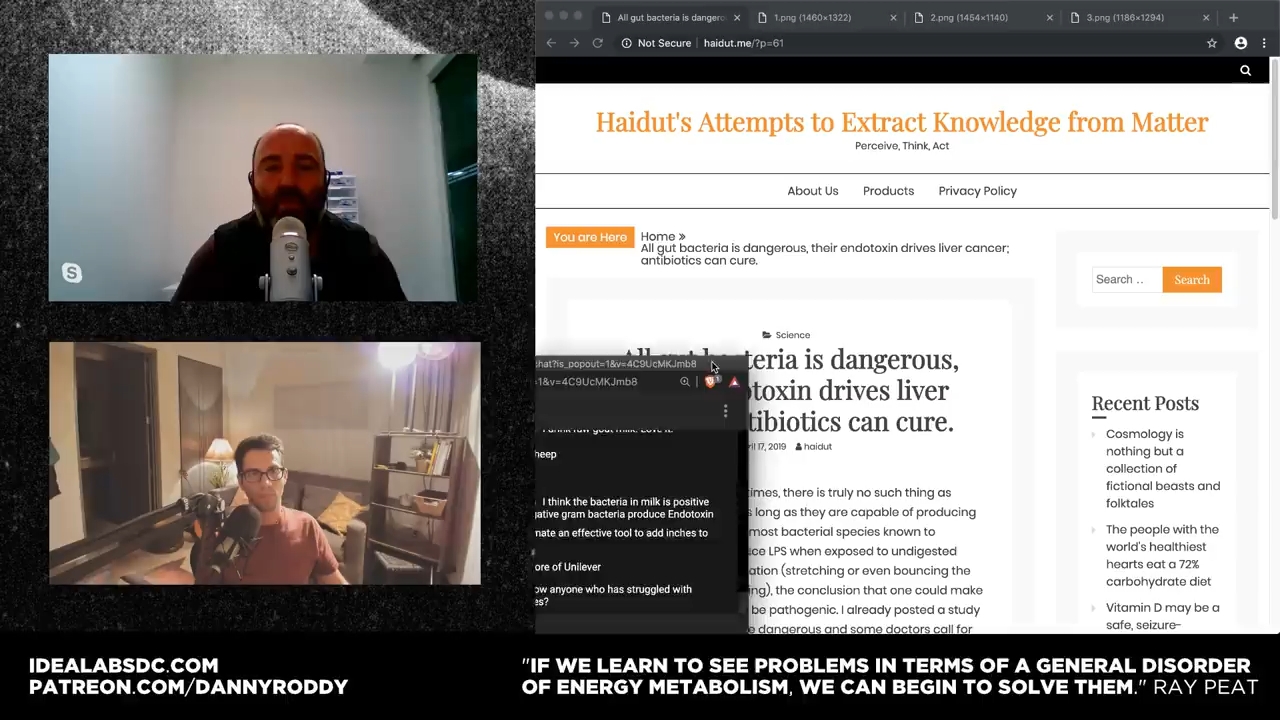 All gut bacteria is dangero
1.png (1460×1322)
2.png (1454×1140)
3.png (1186×1294)
Not Secure
haidut.me/?p=61
Haidut's Attempts to Extract Knowledge from Matter
Perceive, Think, Act
About Us
Products
Privacy Policy
You are Here
Home »
All gut bacteria is dangerous, their endotoxin drives liver cancer;
antibiotics can cure.
Search ..
Search
Science
teria is dangerous,
otoxin drives liver
tibiotics can cure.
ril 17, 2019
haidut
times, there is truly no such thing as
s long as they are capable of producing
most bacterial species known to
ce LPS when exposed to undigested
ation (stretching or even bouncing the
ng), the conclusion that one could make
be pathogenic. I already posted a study
e dangerous and some doctors call for
chat?is_popout=1&v=4C9UcMKJmb8
=1&v=4C9UcMKJmb8
heep
I think the bacteria in milk is positive
gative gram bacteria produce Endotoxin
mate an effective tool to add inches to
ore of Unilever
ow anyone who has struggled with
es?
Recent Posts
Cosmology is
nothing but a
collection of
fictional beasts and
folktales
The people with the
world's healthiest
hearts eat a 72%
carbohydrate diet
Vitamin D may be a
safe, seizure-
IDEALABSDC.COM
PATREON.COM/DANNYRODDY
"IF WE LEARN TO SEE PROBLEMS IN TERMS OF A GENERAL DISORDER
OF ENERGY METABOLISM, WE CAN BEGIN TO SOLVE THEM." RAY PEAT